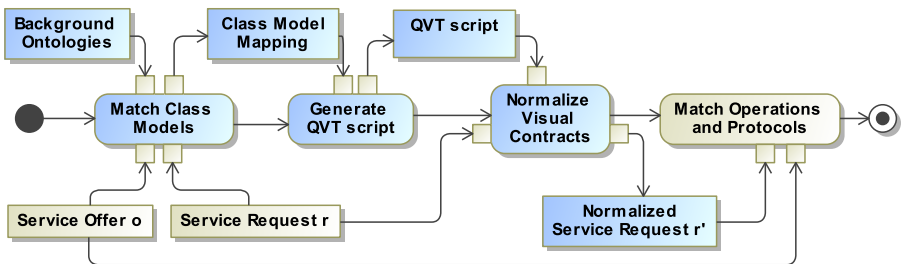 Background
Ontologies
Class Model
Mapping
QVT script
Match Class
Models
Generate
QVT script
Normalize
Visual
Contracts
Match Operations
and Protocols
Service Offer o
Service Request r
Normalized
Service Request r'